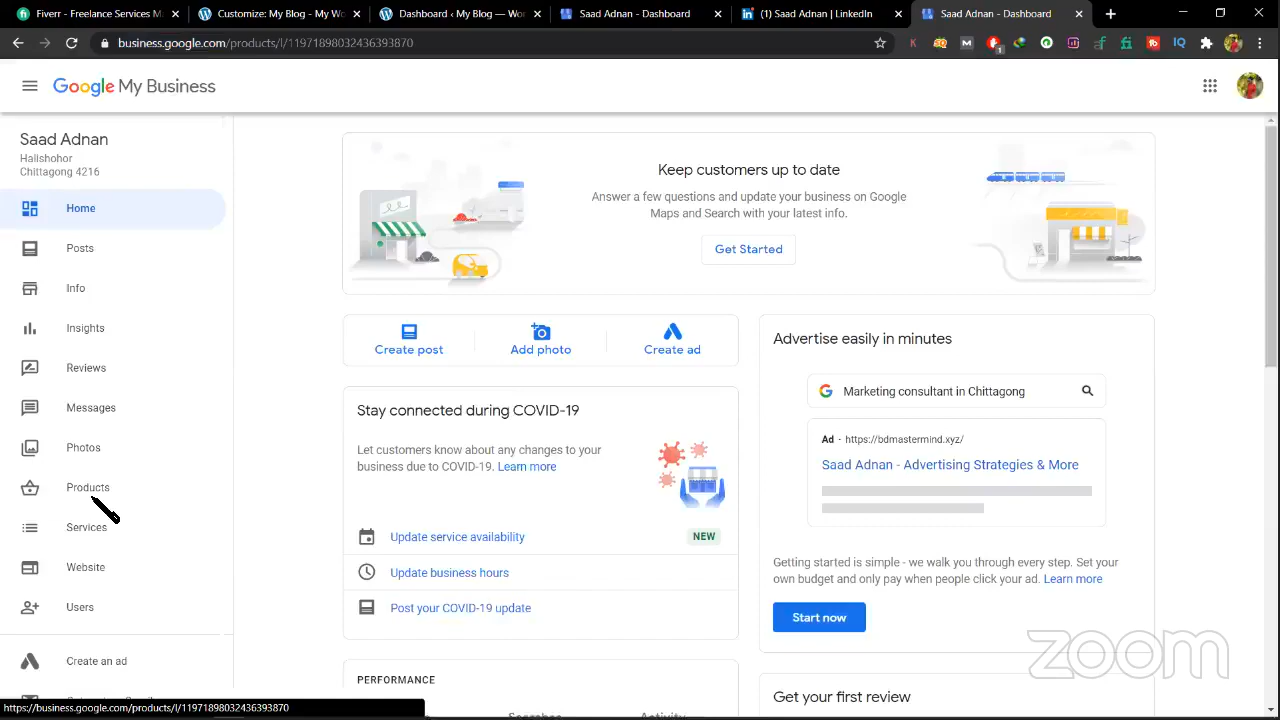 Fiverr - Freelance Services M
Customize: My Blog - My W
Dashboard ‹ My Blog — Wor
Saad Adnan - Dashboard
(1) Saad Adnan | LinkedIn
Saad Adnan - Dashboard
business.google.com/products/l/11971898032436393870
Google My Business
Saad Adnan
Halishohor
Chittagong 4216
Home
Posts
Info
Insights
Reviews
Messages
Photos
Products
Services
Website
Users
Create an ad
Keep customers up to date
Answer a few questions and update your business on Google
Maps and Search with your latest info.
Get Started
Create post
Add photo
Create ad
Stay connected during COVID-19
Let customers know about any changes to your
business due to COVID-19. Learn more
Update service availability
NEW
Update business hours
Post your COVID-19 update
PERFORMANCE
Searches
Activity
Advertise easily in minutes
Marketing consultant in Chittagong
Ad · https://bdmastermind.xyz/
Saad Adnan - Advertising Strategies & More
Getting started is simple - we walk you through every step. Set your
own budget and only pay when people click your ad. Learn more
Start now
Get your first review
zoom
https://business.google.com/products/l/11971898032436393870